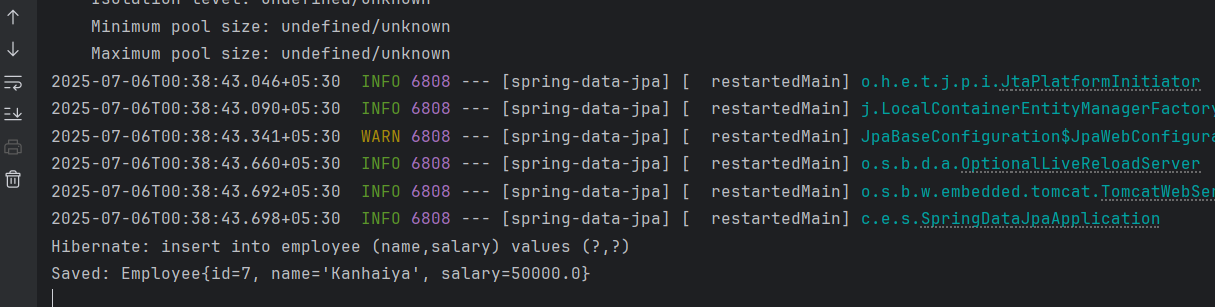 Isolation level: undefined/unknown
Minimum pool size: undefined/unknown
Maximum pool size: undefined/unknown
2025-07-06T00:38:43.046+05:30  INFO 6808 --- [spring-data-jpa] [  restartedMain] o.h.e.t.j.p.i.JtaPlatformInitiator
2025-07-06T00:38:43.090+05:30  INFO 6808 --- [spring-data-jpa] [  restartedMain] j.LocalContainerEntityManagerFactory
2025-07-06T00:38:43.341+05:30  WARN 6808 --- [spring-data-jpa] [  restartedMain] JpaBaseConfiguration$JpaWebConfigura
2025-07-06T00:38:43.660+05:30  INFO 6808 --- [spring-data-jpa] [  restartedMain] o.s.b.d.a.OptionalLiveReloadServer
2025-07-06T00:38:43.692+05:30  INFO 6808 --- [spring-data-jpa] [  restartedMain] o.s.b.w.embedded.tomcat.TomcatWebSer
2025-07-06T00:38:43.698+05:30  INFO 6808 --- [spring-data-jpa] [  restartedMain] c.e.s.SpringDataJpaApplication
Hibernate: insert into employee (name,salary) values (?,?)
Saved: Employee{id=7, name='Kanhaiya', salary=50000.0}